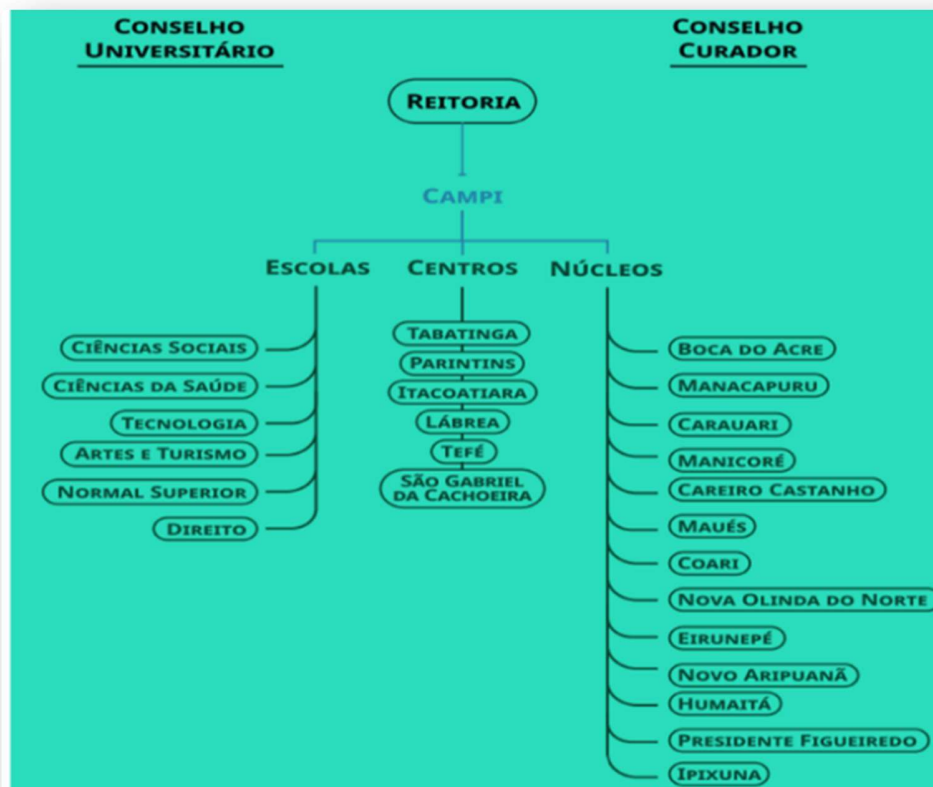 CONSELHO
UNIVERSITÁRIO
CONSELHO
CURADOR
REITORIA
CAMPI
ESCOLAS
CIÊNCIAS SOCIAIS
CIÊNCIAS DA SAÚDE
TECNOLOGIA
ARTES E TURISMO
NORMAL SUPERIOR
DIREITO
CENTROS
TABATINGA
PARINTINS
ITACOATIARA
LÁBREA
TEFÉ
SÃO GABRIEL
DA CACHOEIRA
NÚCLEOS
BOCA DO ACRE
MANACAPURU
CARAUARI
MANICORÉ
CAREIRO CASTANHO
MAUÉS
COARI
NOVA OLINDA DO NORTE
EIRUNEPÉ
NOVO ARIPUANÃ
HUMAITÁ
PRESIDENTE FIGUEIREDO
IPIXUNA